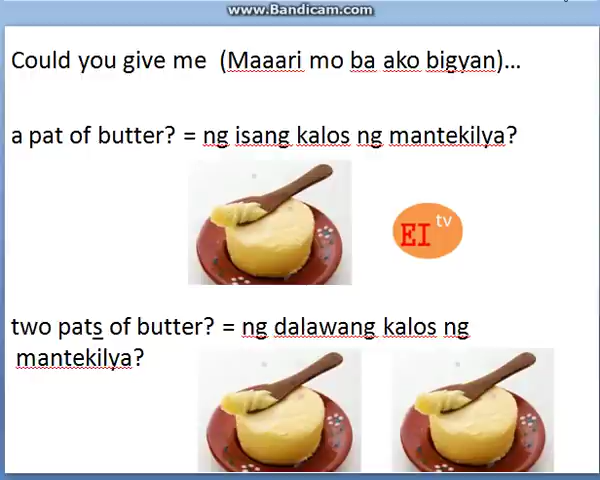 www.Bandicam.com
Could you give me (Maaari mo ba ako bigyan)...
a pat of butter? = ng isang kalos ng mantekilya?
EI tv
two pats of butter? = ng dalawang kalos ng
mantekilya?